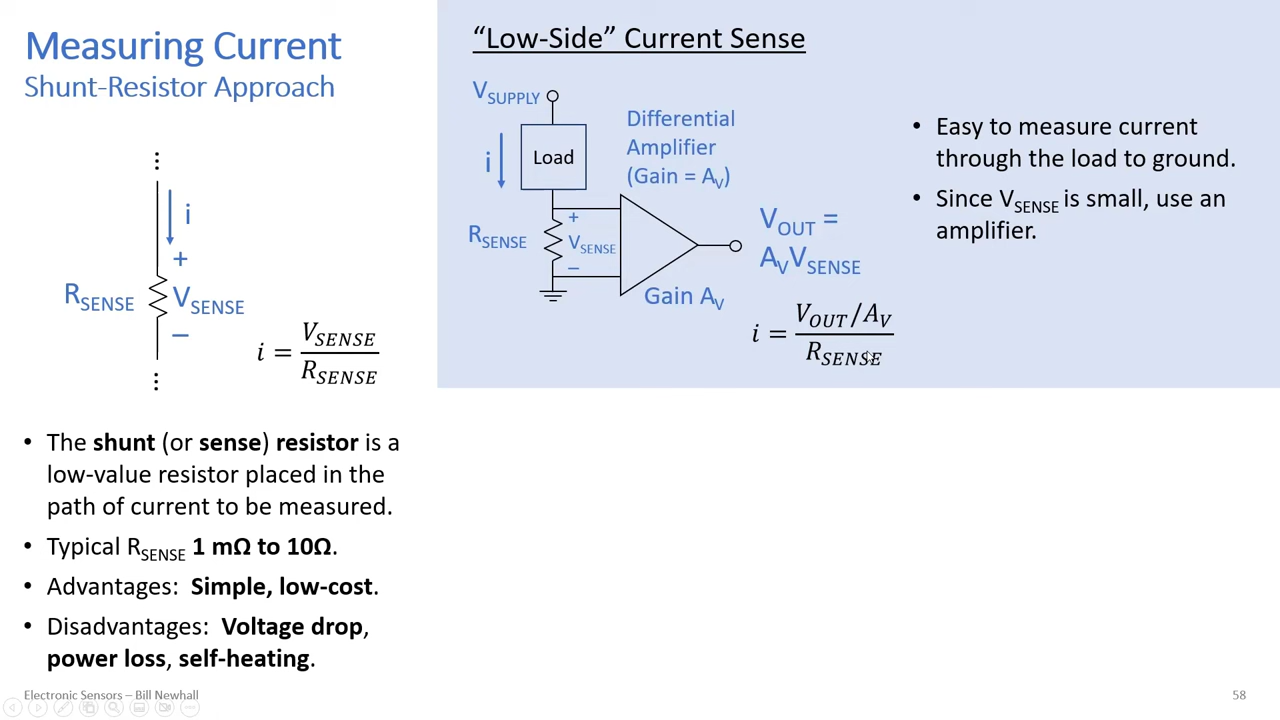 Measuring Current
Shunt-Resistor Approach
⋮
i
+
R_SENSE
V_SENSE
–
i = V_SENSE / R_SENSE
⋮
• The shunt (or sense) resistor is a
low-value resistor placed in the
path of current to be measured.
• Typical R_SENSE 1 mΩ to 10Ω.
• Advantages: Simple, low-cost.
• Disadvantages: Voltage drop,
power loss, self-heating.
“Low-Side” Current Sense
V_SUPPLY
i
Load
Differential
Amplifier
(Gain = A_V)
R_SENSE
+
V_SENSE
–
Gain A_V
V_OUT =
A_V V_SENSE
i = (V_OUT/A_V) / R_SENSE
• Easy to measure current
through the load to ground.
• Since V_SENSE is small, use an
amplifier.
Electronic Sensors – Bill Newhall
58